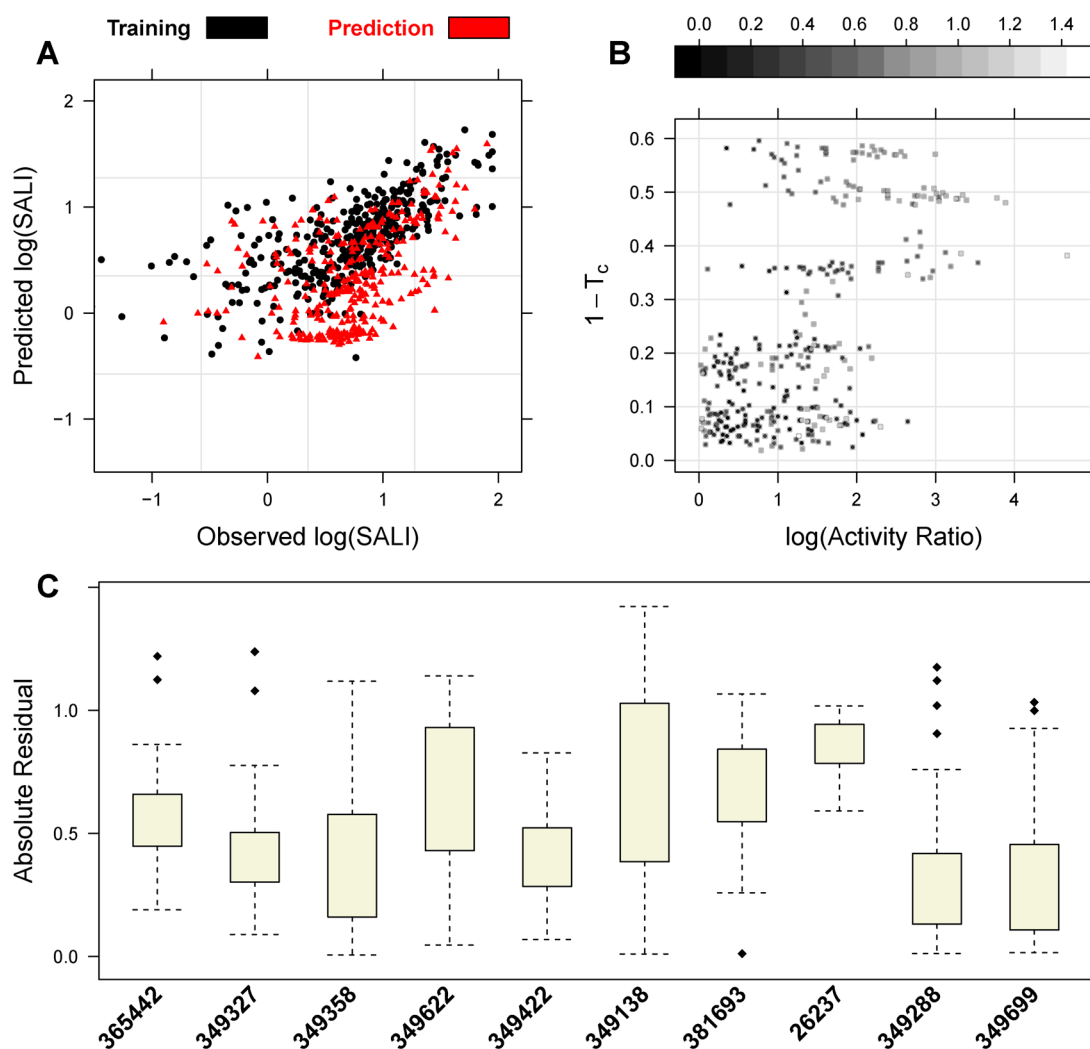 Training Prediction
A
2
1
0
−1
Predicted log(SALI)
−1 0 1 2
Observed log(SALI)
0.0 0.2 0.4 0.6 0.8 1.0 1.2 1.4
B
0.6
0.5
0.4
0.3
0.2
0.1
0.0
1 − Tc
0 1 2 3 4
log(Activity Ratio)
C
1.0
0.5
0.0
Absolute Residual
365442 349327 349358 349622 349422 349138 381693 26237 349288 349699